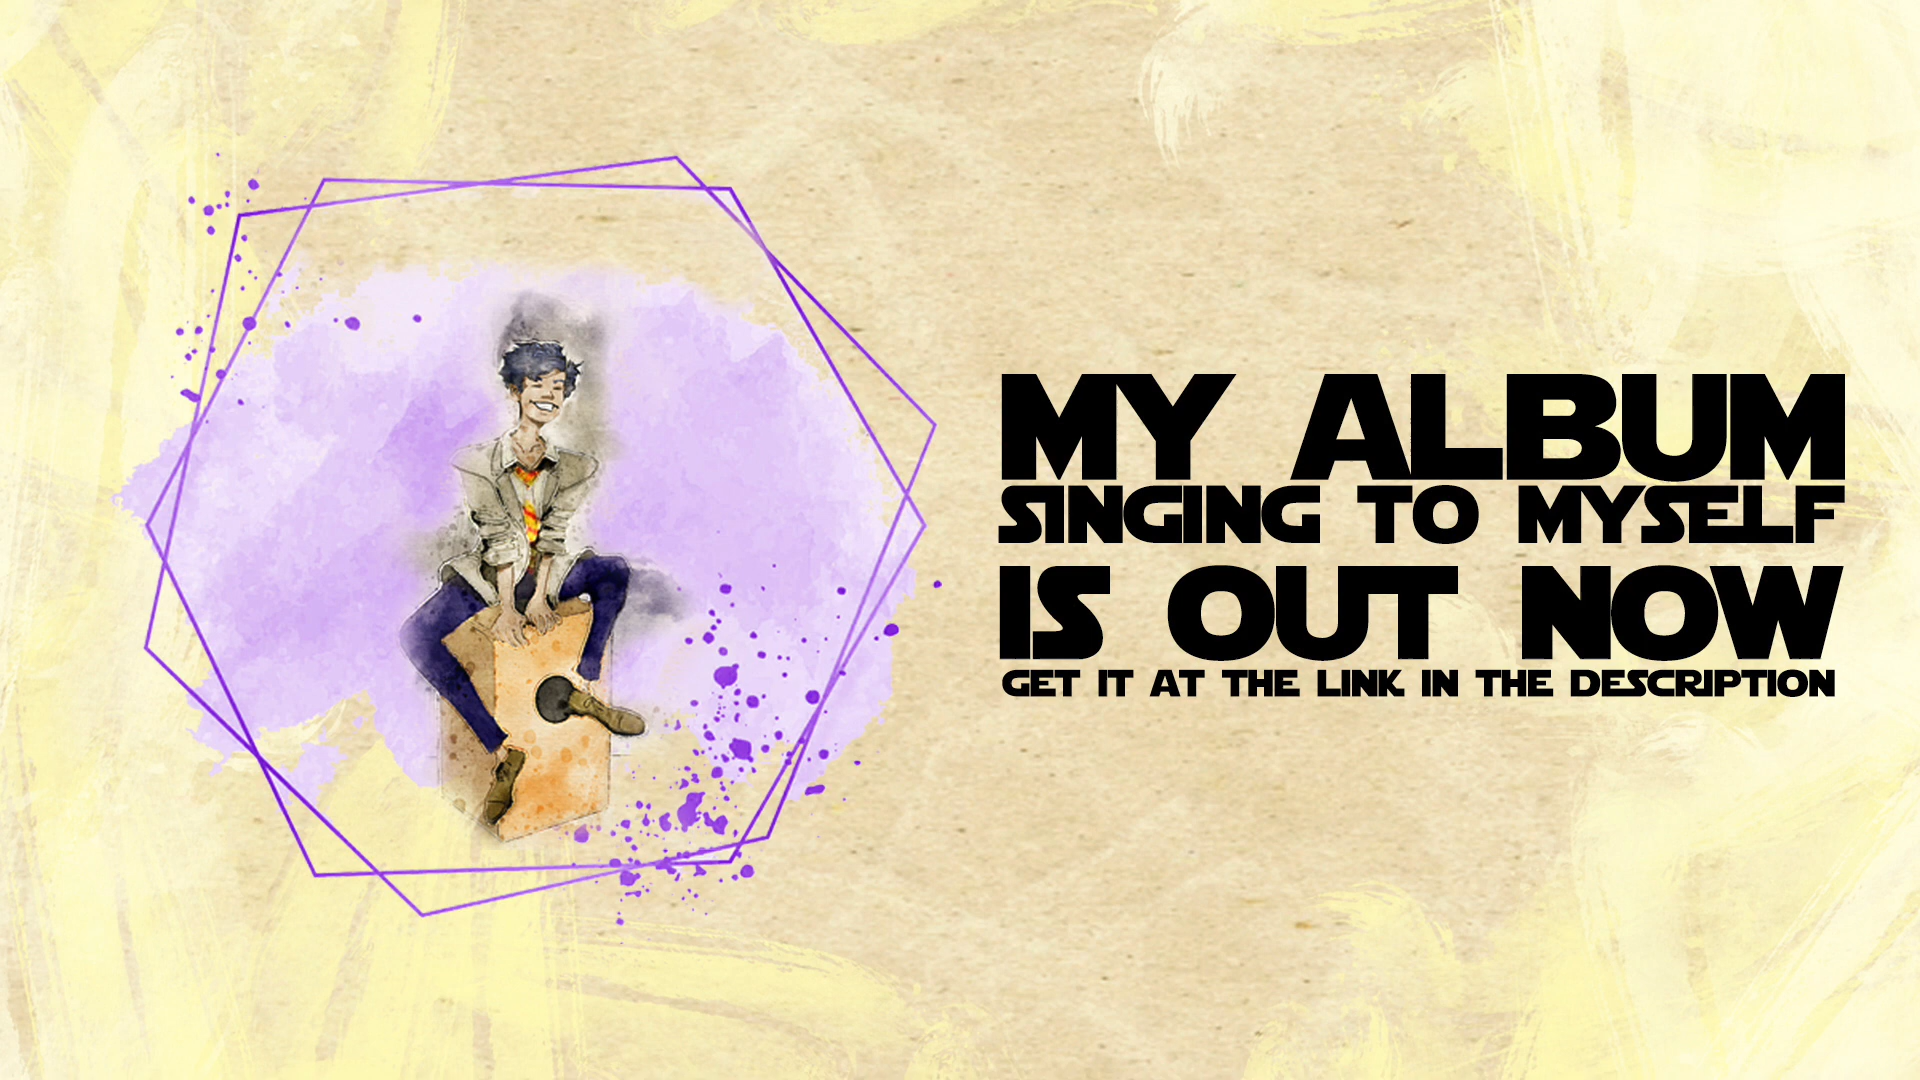 MY ALBUM
SINGING TO MYSELF
IS OUT NOW
GET IT AT THE LINK IN THE DESCRIPTION